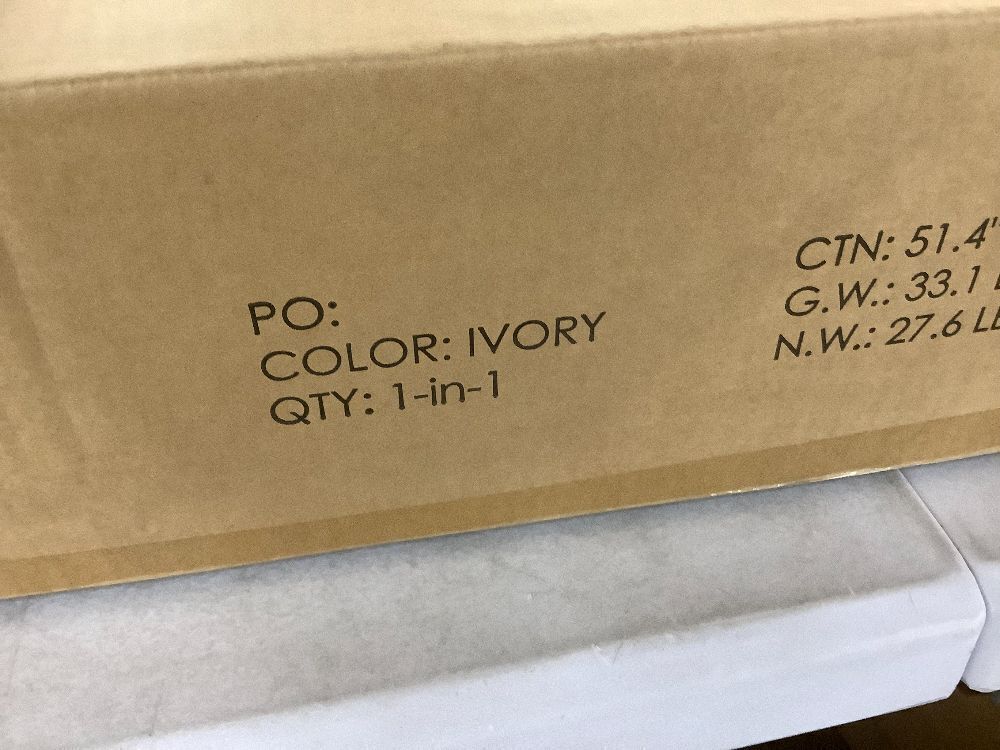 PO:
COLOR: IVORY
QTY: 1-in-1
CTN: 51.4"
G.W.: 33.1
N.W.: 27.6